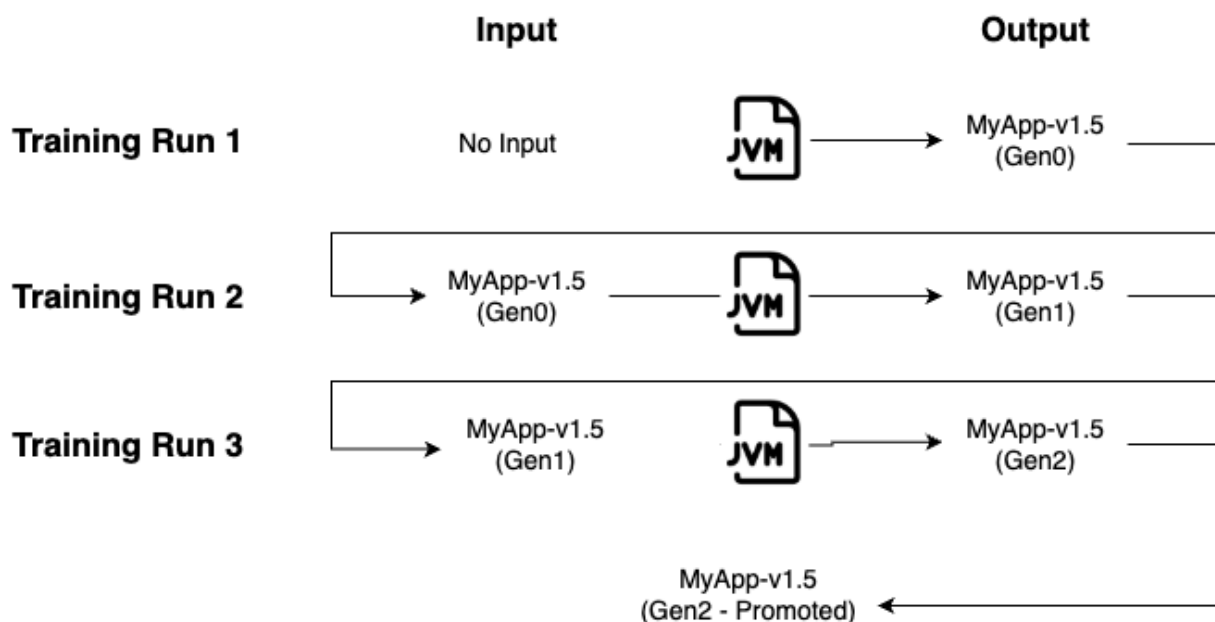 Input
Output
Training Run 1
No Input
JVM
MyApp-v1.5
(Gen0)
Training Run 2
MyApp-v1.5
(Gen0)
JVM
MyApp-v1.5
(Gen1)
Training Run 3
MyApp-v1.5
(Gen1)
JVM
MyApp-v1.5
(Gen2)
MyApp-v1.5
(Gen2 - Promoted)